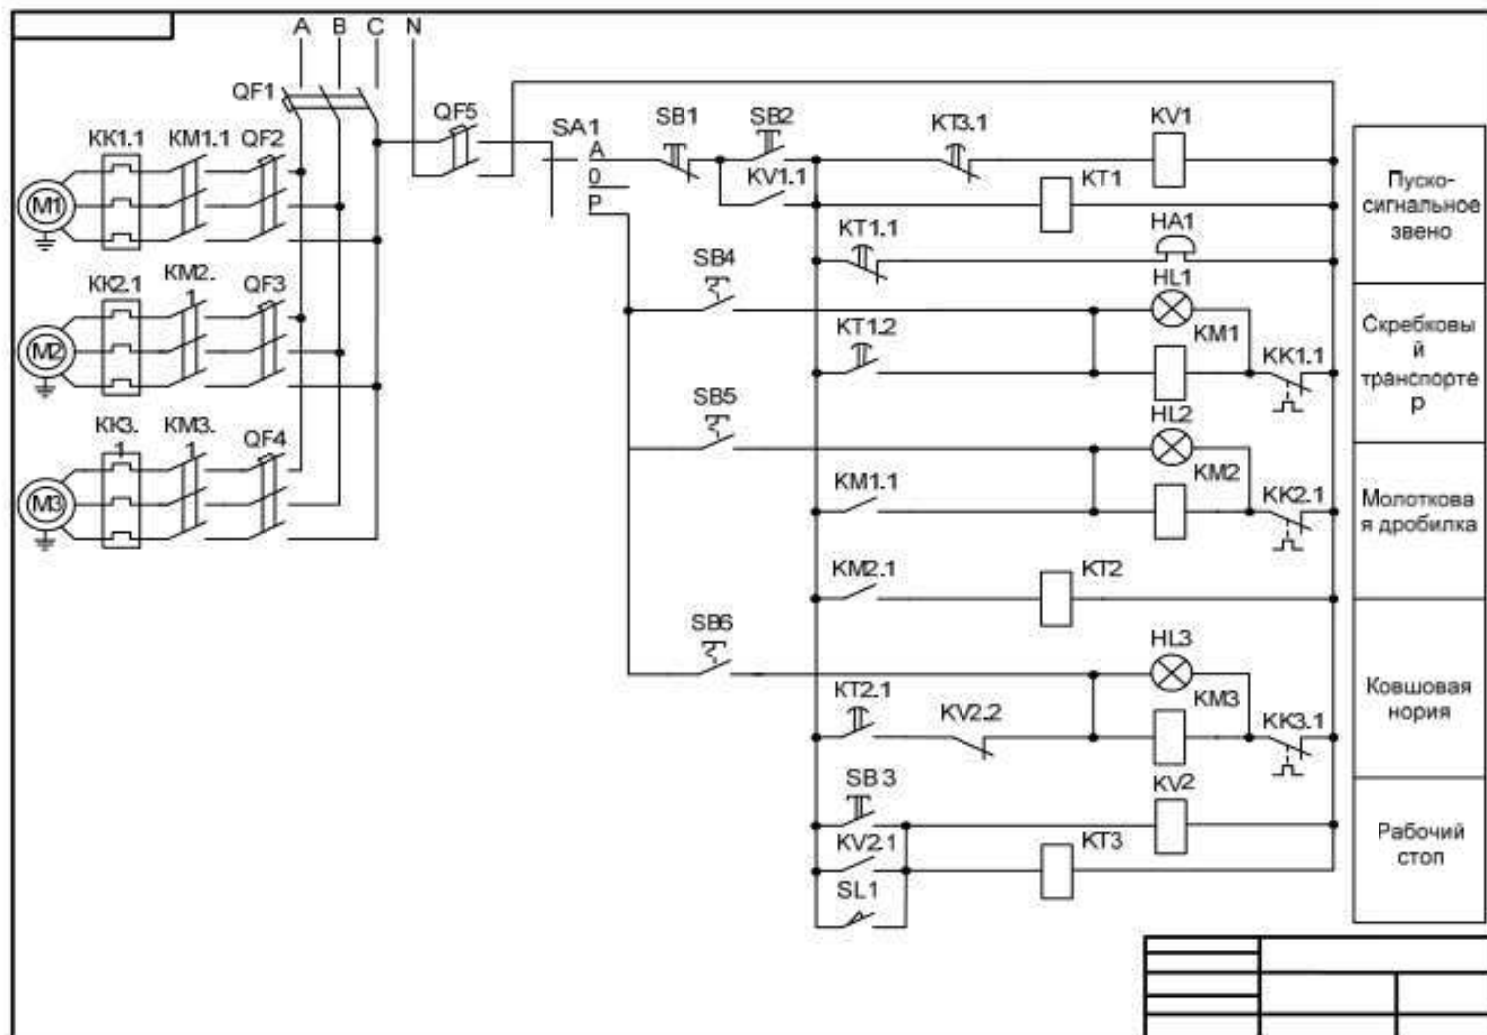 A B C N
QF1
QF5
SA1
SB1
SB2
KT3.1
KV1
KK1.1 KM1.1 QF2
A
0
P
KV1.1
KT1
M1
KT1.1
HA1
SB4
HL1
KK2.1
KM2.
1
QF3
KT1.2
KM1
KK1.1
M2
SB5
HL2
KK3.
1
KM3.
1
QF4
KM1.1
KM2
KK2.1
M3
KM2.1
KT2
SB6
HL3
KT2.1
KV2.2
KM3
KK3.1
SB3
KV2
KV2.1
KT3
SL1
Пуско-
сигнальное
звено
Скребковы
й
транспорте
р
Молоткова
я дробилка
Ковшовая
нория
Рабочий
стоп